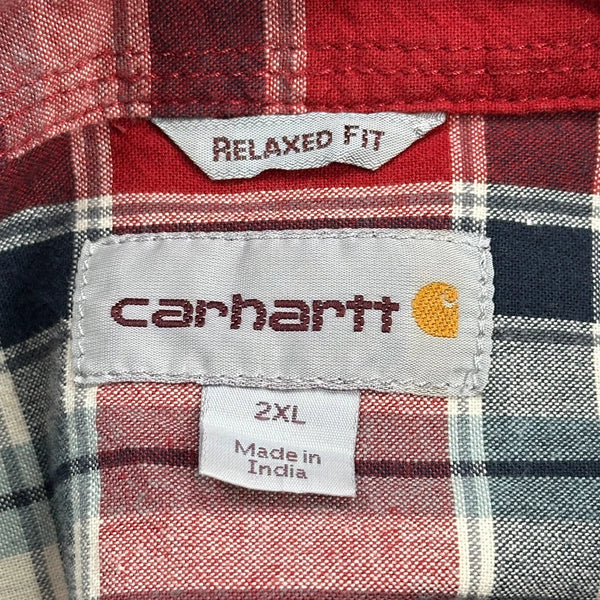 RELAXED FIT
carhartt
2XL
Made in
India